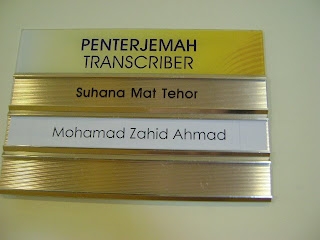 PENTERJEMAH
TRANSCRIBER
Suhana Mat Tehor
Mohamad Zahid Ahmad